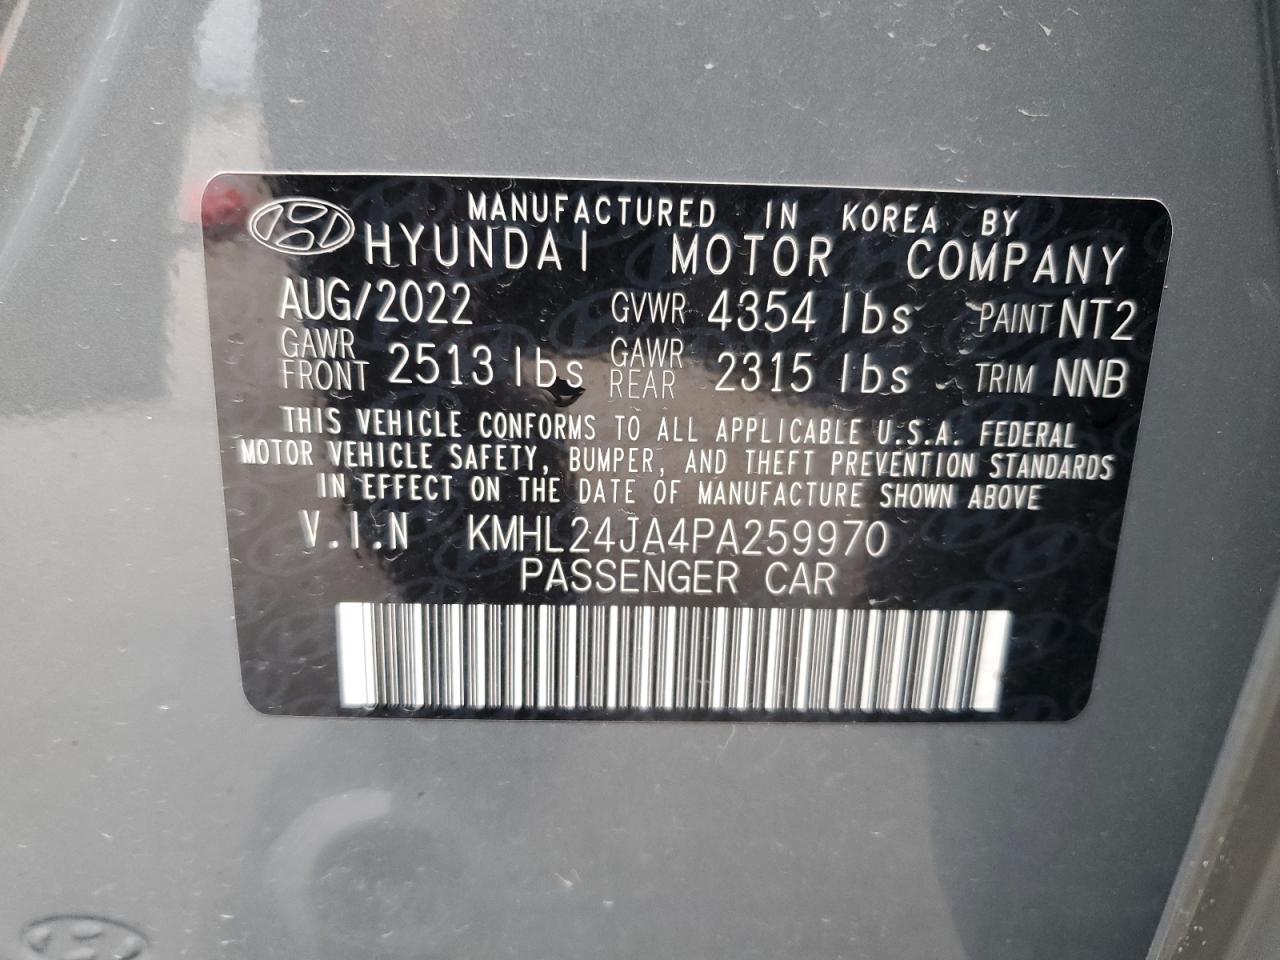 MANUFACTURED IN KOREA BY
HYUNDAI MOTOR COMPANY
AUG/2022 GVWR 4354 lbs PAINT NT2
GAWR FRONT 2513 lbs GAWR REAR 2315 lbs TRIM NNB
THIS VEHICLE CONFORMS TO ALL APPLICABLE U.S.A. FEDERAL
MOTOR VEHICLE SAFETY, BUMPER, AND THEFT PREVENTION STANDARDS
IN EFFECT ON THE DATE OF MANUFACTURE SHOWN ABOVE
V.I.N KMHL24JA4PA259970
PASSENGER CAR